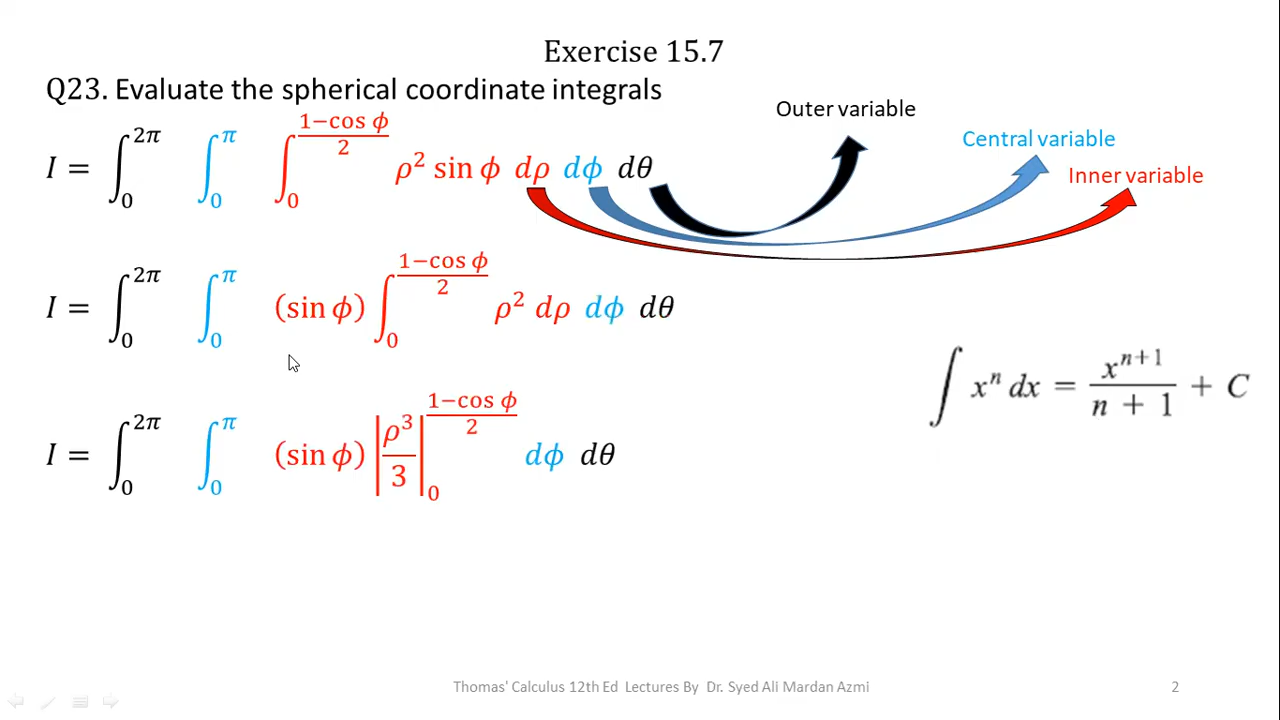 Exercise 15.7
Q23. Evaluate the spherical coordinate integrals
Outer variable
Central variable
Inner variable
I = ∫₀^{2π} ∫₀^{π} ∫₀^{(1−cos ϕ)/2} ρ² sin ϕ dρ dϕ dθ
I = ∫₀^{2π} ∫₀^{π} (sin ϕ) ∫₀^{(1−cos ϕ)/2} ρ² dρ dϕ dθ
∫ xⁿ dx = x^{n+1}/(n + 1) + C
I = ∫₀^{2π} ∫₀^{π} (sin ϕ) |ρ³/3|₀^{(1−cos ϕ)/2} dϕ dθ
Thomas' Calculus 12th Ed Lectures By Dr. Syed Ali Mardan Azmi
2